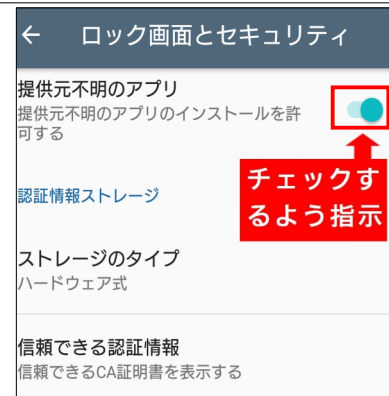 ← ロック画面とセキュリティ
提供元不明のアプリ
提供元不明のアプリのインストールを許
可する
チェックす
るよう指示
認証情報ストレージ
ストレージのタイプ
ハードウェア式
信頼できる認証情報
信頼できるCA証明書を表示する